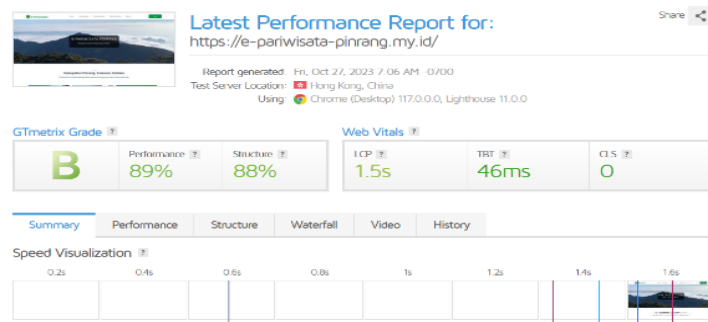 Latest Performance Report for:
Share
https://e-pariwisata-pinrang.my.id/
Report generated: Fri, Oct 27, 2023 7:06 AM -0700
Test Server Location: Hong Kong, China
Using: Chrome (Desktop) 117.0.0.0, Lighthouse 11.0.0
GTmetrix Grade ?
Web Vitals ?
B
Performance ?
89%
Structure ?
88%
LCP ?
1.5s
TBT ?
46ms
CLS ?
0
Summary Performance Structure Waterfall Video History
Speed Visualization ?
0.2s 0.4s 0.6s 0.8s 1s 1.2s 1.4s 1.6s